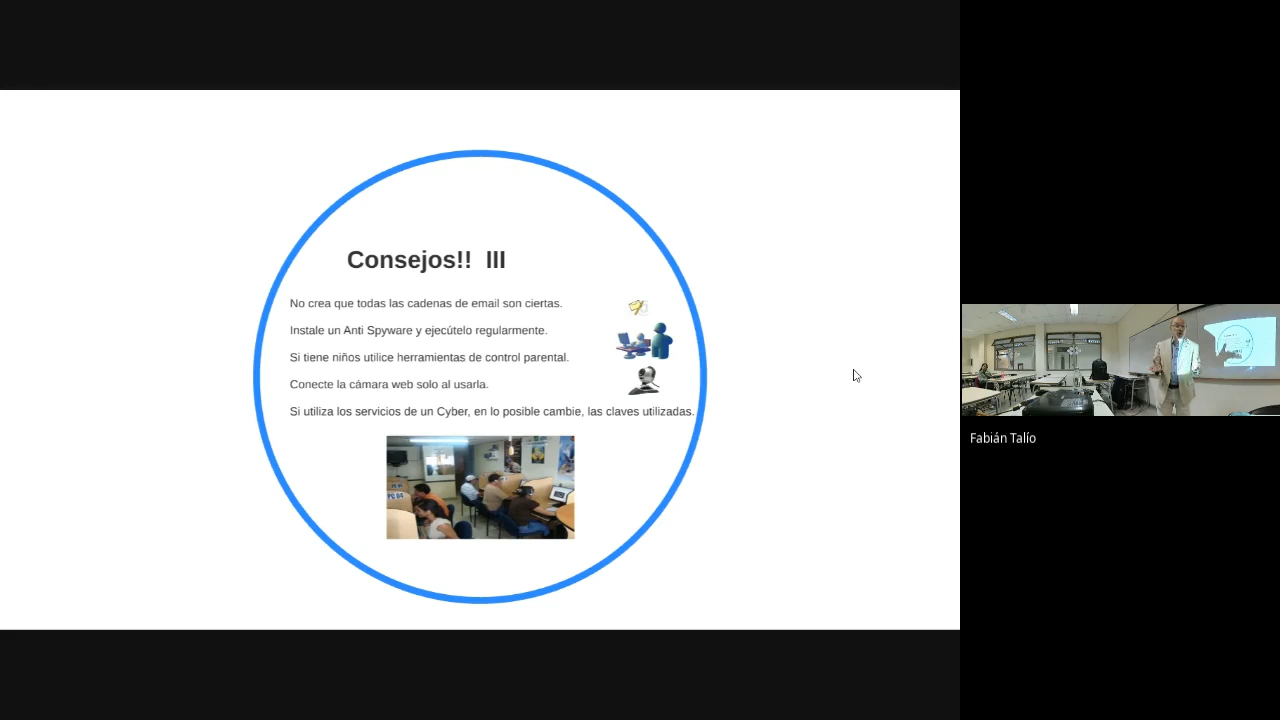 Consejos!! III
No crea que todas las cadenas de email son ciertas.
Instale un Anti Spyware y ejecútelo regularmente.
Si tiene niños utilice herramientas de control parental.
Conecte la cámara web solo al usarla.
Si utiliza los servicios de un Cyber, en lo posible cambie, las claves utilizadas.
Fabián Talío